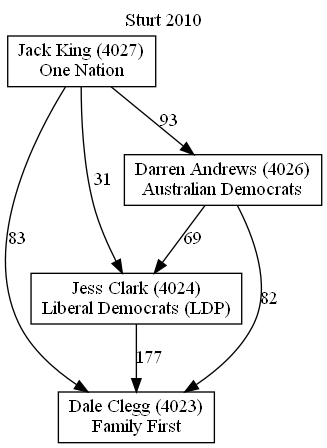 Sturt 2010
Jack King (4027)
One Nation
93
Darren Andrews (4026)
Australian Democrats
83
31
69
82
Jess Clark (4024)
Liberal Democrats (LDP)
177
Dale Clegg (4023)
Family First